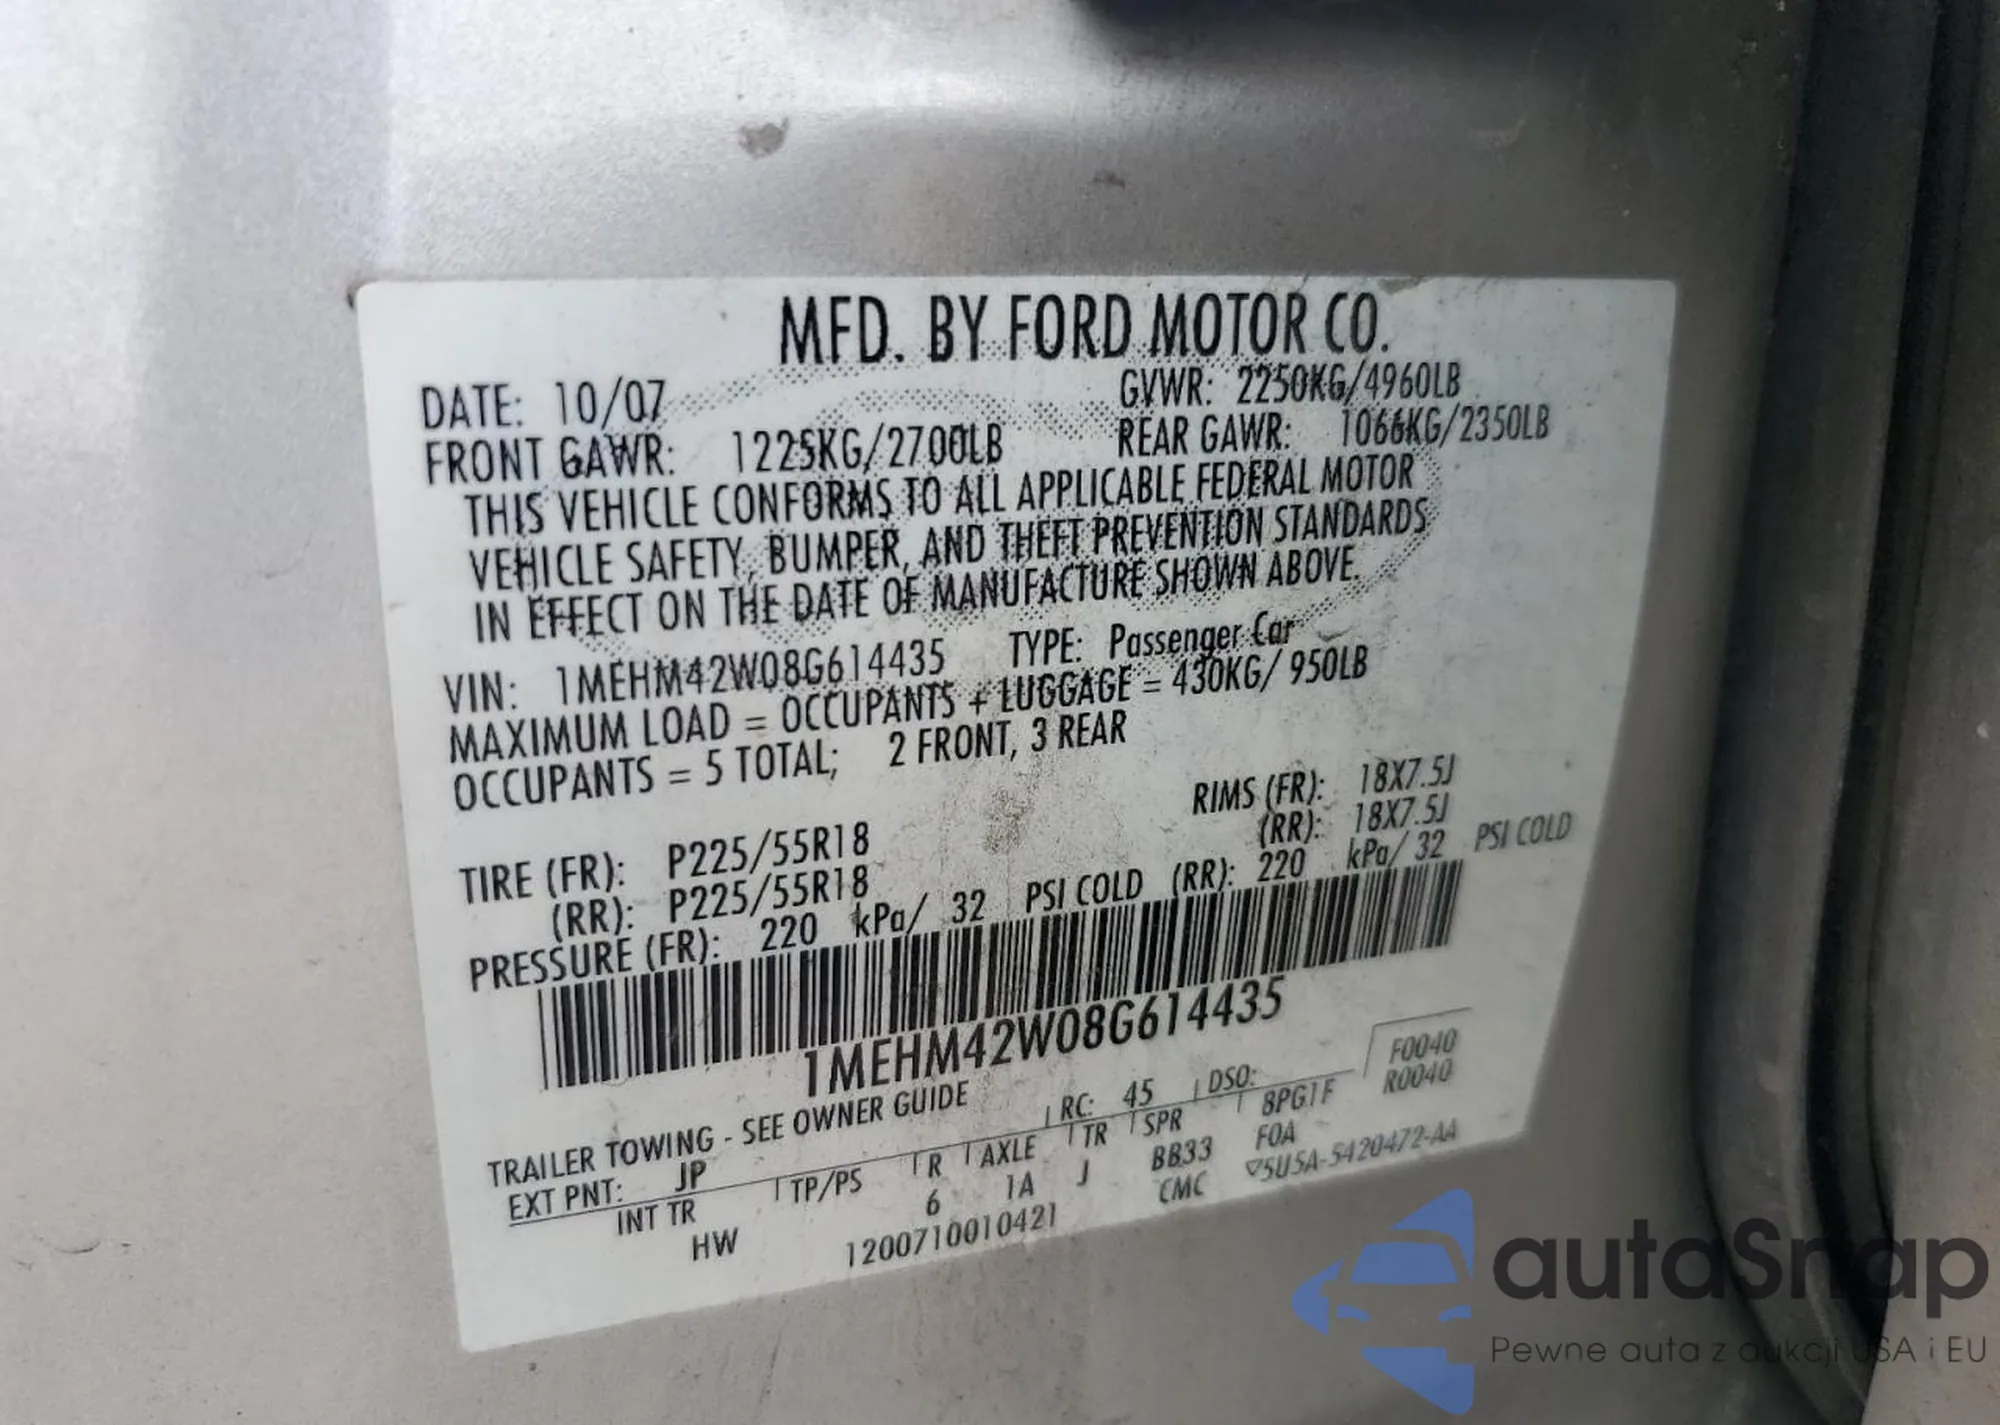 MFD. BY FORD MOTOR CO.
DATE: 10/07 GVWR: 2250KG/4960LB
FRONT GAWR: 1225KG/2700LB REAR GAWR: 1066KG/2350LB
THIS VEHICLE CONFORMS TO ALL APPLICABLE FEDERAL MOTOR
VEHICLE SAFETY, BUMPER, AND THEFT PREVENTION STANDARDS
IN EFFECT ON THE DATE OF MANUFACTURE SHOWN ABOVE.
VIN: 1MEHM42W08G614435 TYPE: Passenger Car
MAXIMUM LOAD = OCCUPANTS + LUGGAGE = 430KG/ 950LB
OCCUPANTS = 5 TOTAL; 2 FRONT, 3 REAR
TIRE (FR): P225/55R18 RIMS (FR): 18X7.5J
(RR): P225/55R18 (RR): 18X7.5J
PRESSURE (FR): 220 kPa/ 32 PSI COLD (RR): 220 kPa/ 32 PSI COLD
1MEHM42W08G614435
F0040
TRAILER TOWING - SEE OWNER GUIDE RC: 45 DSO: R0040
EXT PNT: JP TP/PS R AXLE TR SPR 8PG1F
INT TR 6 1A J BB33 FOA
HW 1200710010421 CMC ▽5U5A-5420472-AA
autaSnap
Pewne auta z aukcji USA i EU